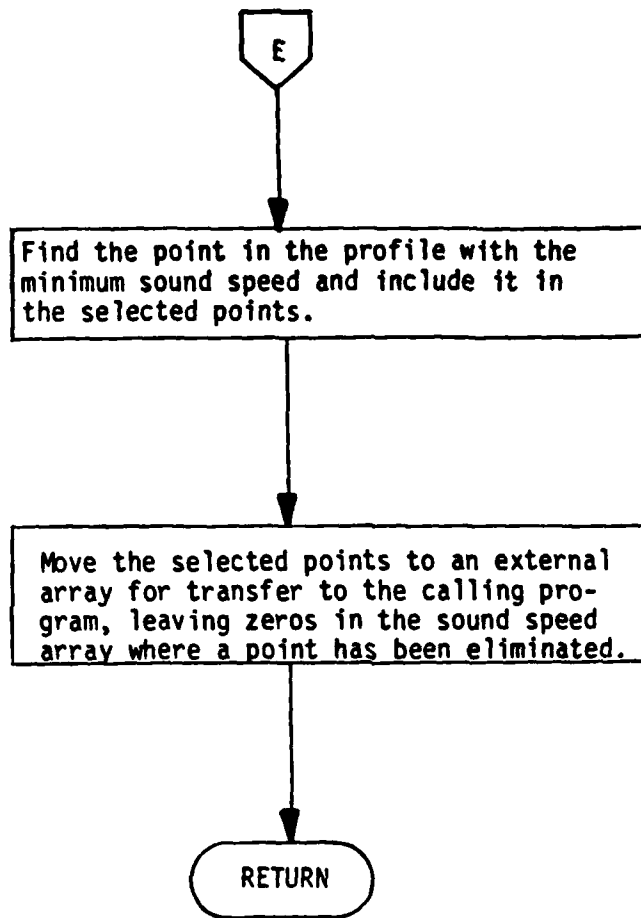 E
Find the point in the profile with the
minimum sound speed and include it in
the selected points.
Move the selected points to an external
array for transfer to the calling pro-
gram, leaving zeros in the sound speed
array where a point has been eliminated.
RETURN